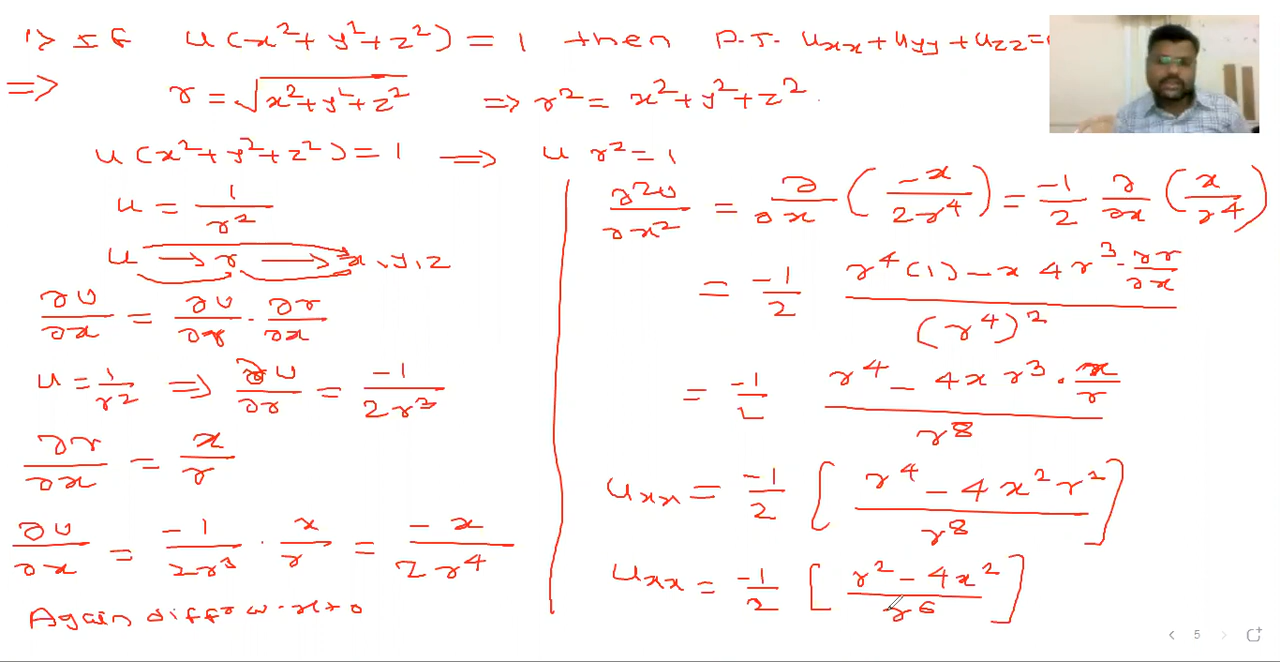 1> If u(x²+y²+z²) = 1 then P.T. uxx+uyy+uzz=
=> r = √x²+y²+z² => r² = x²+y²+z²
u(x²+y²+z²)=1 => u r²=1
u = 1/r²
u → r → x,y,z
∂u/∂x = ∂u/∂r · ∂r/∂x
u = 1/r² => ∂u/∂r = -1/2r³
∂r/∂x = x/r
∂u/∂x = -1/2r³ · x/r = -x/2r⁴
Again diff w.r.to
∂²u/∂x² = ∂/∂x (-x/2r⁴) = -1/2 ∂/∂x (x/r⁴)
= -1/2 r⁴(1) - x 4r³·∂r/∂x / (r⁴)²
= -1/2 r⁴ - 4x r³ · x/r / r⁸
uxx = -1/2 [r⁴ - 4x²r² / r⁸]
uxx = -1/2 [r² - 4x² / r⁶]
5